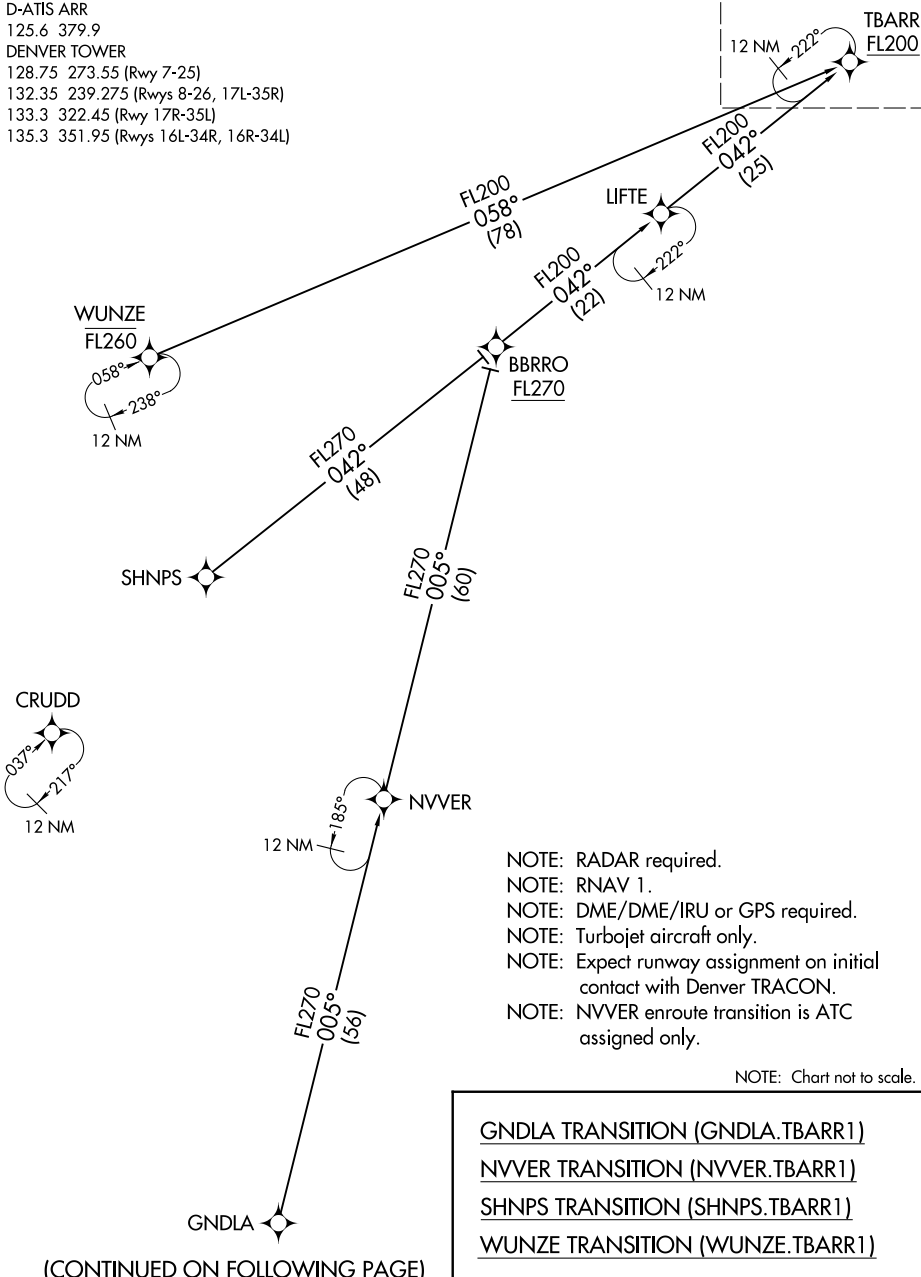 D-ATIS ARR
125.6 379.9
DENVER TOWER
128.75 273.55 (Rwy 7-25)
132.35 239.275 (Rwys 8-26, 17L-35R)
133.3 322.45 (Rwy 17R-35L)
135.3 351.95 (Rwys 16L-34R, 16R-34L)
TBARR
FL200
12 NM
222°
FL200
042°
(25)
FL200
058°
(78)
LIFTE
222°
12 NM
FL200
042°
(22)
WUNZE
FL260
058°
238°
12 NM
BBRRO
FL270
FL270
042°
(48)
SHNPS
FL270
005°
(60)
CRUDD
037°
217°
12 NM
NVVER
185°
12 NM
NOTE: RADAR required.
NOTE: RNAV 1.
NOTE: DME/DME/IRU or GPS required.
NOTE: Turbojet aircraft only.
NOTE: Expect runway assignment on initial
contact with Denver TRACON.
NOTE: NVVER enroute transition is ATC
assigned only.
FL270
005°
(56)
NOTE: Chart not to scale.
GNDLA TRANSITION (GNDLA.TBARR1)
NVVER TRANSITION (NVVER.TBARR1)
SHNPS TRANSITION (SHNPS.TBARR1)
WUNZE TRANSITION (WUNZE.TBARR1)
GNDLA
(CONTINUED ON FOLLOWING PAGE)